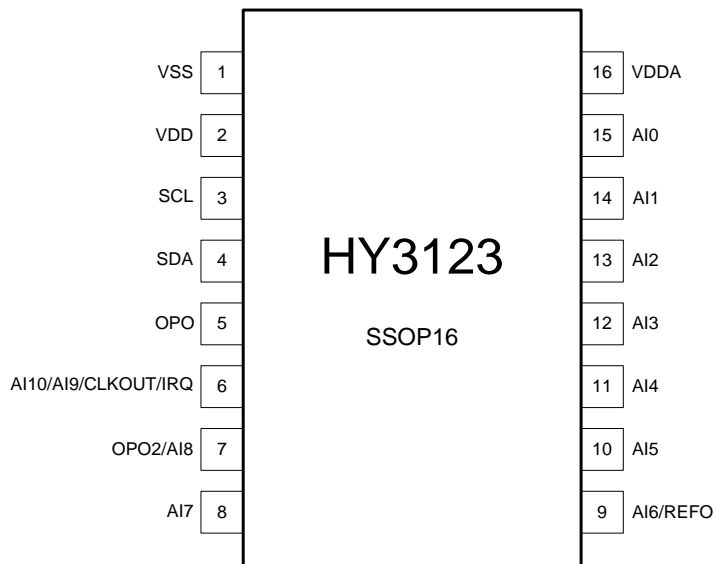 VSS 1 16 VDDA
VDD 2 15 AI0
SCL 3 14 AI1
SDA 4 HY3123 13 AI2
OPO 5 SSOP16 12 AI3
AI10/AI9/CLKOUT/IRQ 6 11 AI4
OPO2/AI8 7 10 AI5
AI7 8 9 AI6/REFO